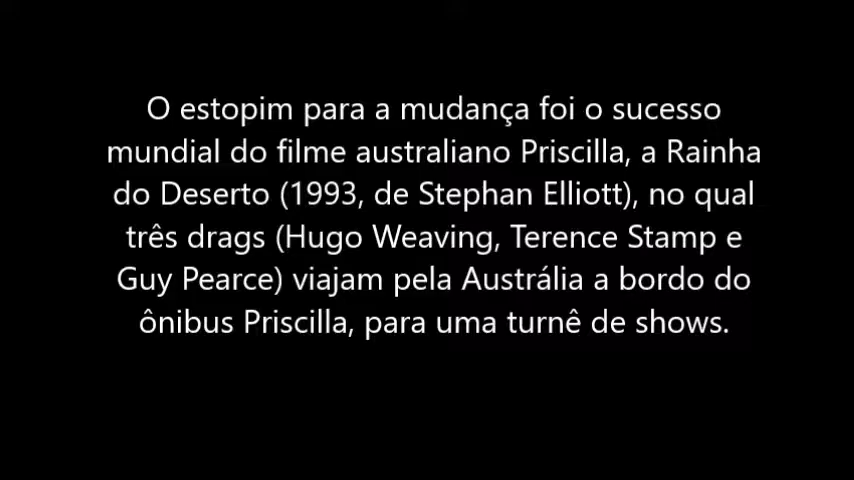 O estopim para a mudança foi o sucesso
mundial do filme australiano Priscilla, a Rainha
do Deserto (1993, de Stephan Elliott), no qual
três drags (Hugo Weaving, Terence Stamp e
Guy Pearce) viajam pela Austrália a bordo do
ônibus Priscilla, para uma turnê de shows.